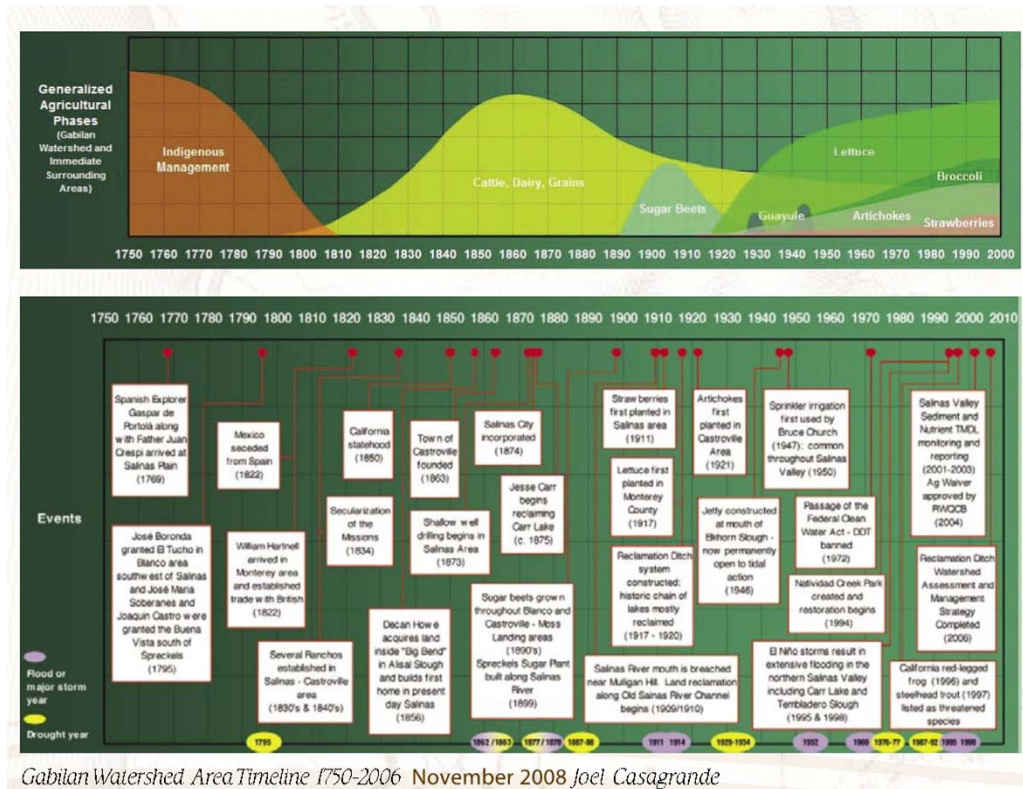 Generalized
Agricultural
Phases
(Gabilan
Watershed and
Immediate
Surrounding
Areas)
Indigenous
Management
Cattle, Dairy, Grains
Sugar Beets
Guayule
Lettuce
Artichokes
Broccoli
Strawberries
1750 1760 1770 1780 1790 1800 1810 1820 1830 1840 1850 1860 1870 1880 1890 1900 1910 1920 1930 1940 1950 1960 1970 1980 1990 2000
1750 1760 1770 1780 1790 1800 1810 1820 1830 1840 1850 1860 1870 1880 1890 1900 1910 1920 1930 1940 1950 1960 1970 1980 1990 2000 2010
Events
Spanish Explorer
Gaspar de
Portolá along
with Father Juan
Crespi arrived at
Salinas Plain
(1769)
José Boronda
granted El Tucho in
Blanco area
southwest of Salinas
and José Maria
Soberanes and
Joaquin Castro were
granted the Buena
Vista south of
Spreckels
(1795)
Mexico
seceded
from Spain
(1822)
William Hartnell
arrived in
Monterey area
and established
trade with British
(1822)
Several Ranchos
established in
Salinas - Castroville
area
(1830's & 1840's)
California
statehood
(1850)
Secularization
of the
Missions
(1834)
Decan Howe
acquires land
inside "Big Bend"
in Alisal Slough
and builds first
home in present
day Salinas
(1856)
Town of
Castroville
founded
(1863)
Shallow well
drilling begins in
Salinas Area
(1873)
Salinas City
incorporated
(1874)
Jesse Carr
begins
reclaiming
Carr Lake
(c. 1875)
Sugar beets grown
throughout Blanco and
Castroville - Moss
Landing areas
(1890's)
Spreckels Sugar Plant
built along Salinas
River
(1899)
Straw berries
first planted in
Salinas area
(1911)
Lettuce first
planted in
Monterey
County
(1917)
Reclamation Ditch
system
constructed;
historic chain of
lakes mostly
reclaimed
(1917 - 1920)
Salinas River mouth is breached
near Mulligan Hill. Land reclamation
along Old Sainas River Channel
begins (1909/1910)
Artichokes
first
planted in
Castroville
Area
(1921)
Jetty constructed
at mouth of
Elkhorn Slough -
now permanently
open to tidal
action
(1946)
Sprinkler irrigation
first used by
Bruce Church
(1947); common
throughout Salinas
Valley (1950)
Passage of the
Federal Clean
Water Act - DDT
banned
(1972)
Natividad Creek Park
created and
restoration begins
(1994)
El Niño storms result in
extensive flooding in the
northern Salinas Valley
including Carr Lake and
Tembladero Slough
(1995 & 1998)
Salinas Valley
Sediment and
Nutrient TMDL
monitoring and
reporting
(2001-2003)
Ag Waiver
approved by
RWQCB
(2004)
Reclamation Ditch
Watershed
Assessment and
Management
Strategy
Completed
(2006)
California red-legged
frog (1996) and
steelhead trout (1997)
listed as threatened
species
Flood or
major storm
year
Drought year
1795 1862 /1863 1877 / 1878 1887-88 1911 1914 1929-1934 1952 1969 1976-77 1987-92 1995 1998
Gabilan Watershed Area Timeline 1750-2006 November 2008 Joel Casagrande